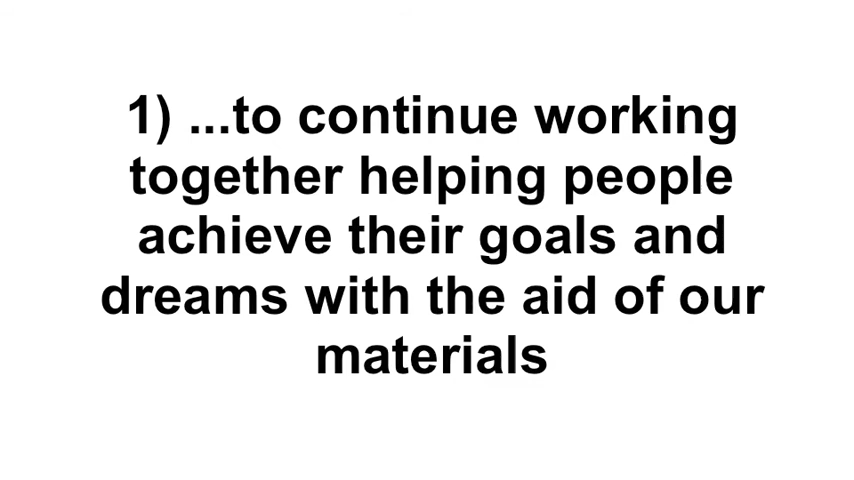 1) ...to continue working
together helping people
achieve their goals and
dreams with the aid of our
materials